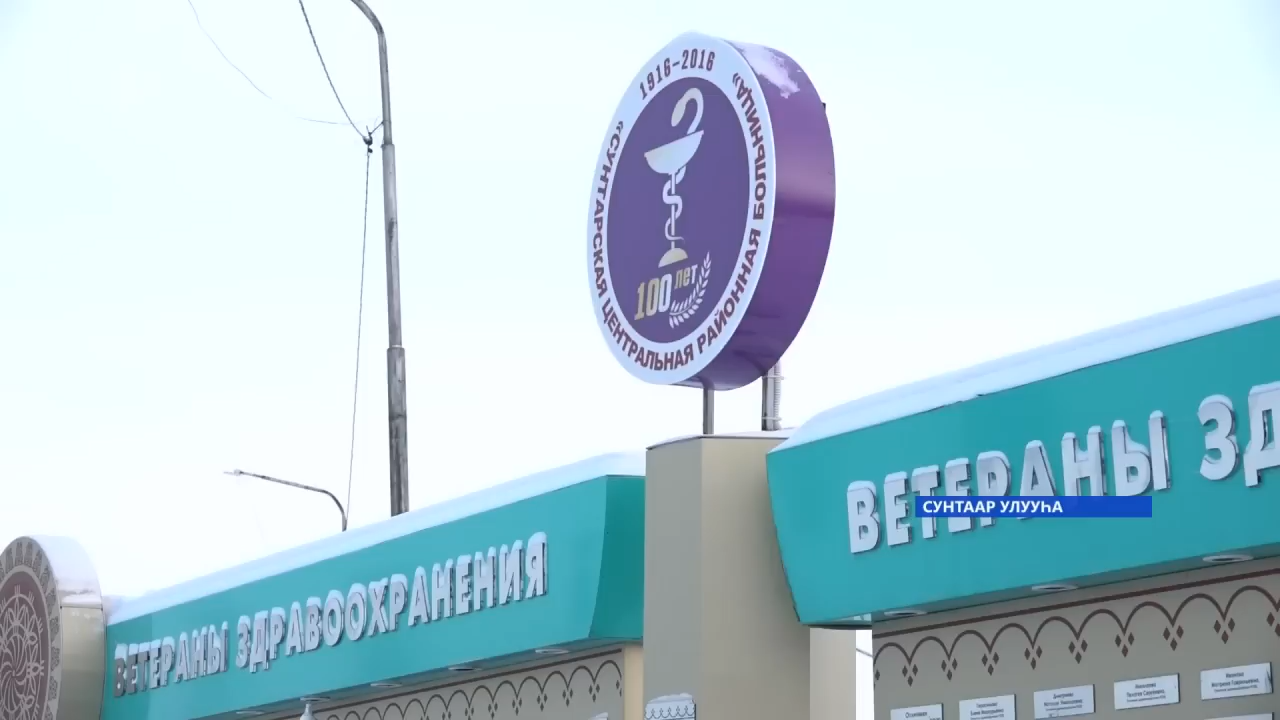 1916-2016
«СУНТАРСКАЯ ЦЕНТРАЛЬНАЯ РАЙОННАЯ БОЛЬНИЦА»
100 лет
ВЕТЕРАНЫ ЗДРАВООХРАНЕНИЯ
ВЕТЕРАНЫ ЗД
СУНТААР УЛУУҺА